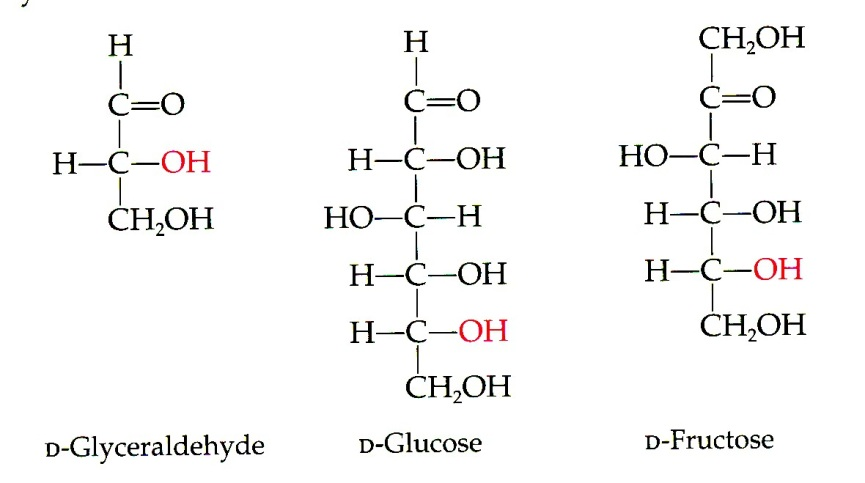 H
C=O
H—C—OH
CH₂OH
D-Glyceraldehyde
H
C=O
H—C—OH
HO—C—H
H—C—OH
H—C—OH
CH₂OH
D-Glucose
CH₂OH
C=O
HO—C—H
H—C—OH
H—C—OH
CH₂OH
D-Fructose